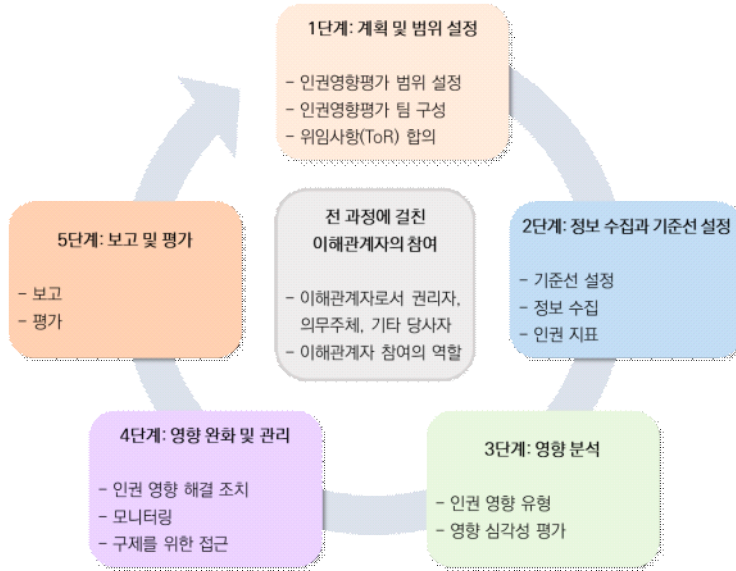 1단계: 계획 및 범위 설정
- 인권영향평가 범위 설정
- 인권영향평가 팀 구성
- 위임사항(ToR) 합의
2단계: 정보 수집과 기준선 설정
- 기준선 설정
- 정보 수집
- 인권 지표
3단계: 영향 분석
- 인권 영향 유형
- 영향 심각성 평가
4단계: 영향 완화 및 관리
- 인권 영향 해결 조치
- 모니터링
- 구제를 위한 접근
5단계: 보고 및 평가
- 보고
- 평가
전 과정에 걸친
이해관계자의 참여
- 이해관계자로서 권리자,
의무주체, 기타 당사자
- 이해관계자 참여의 역할